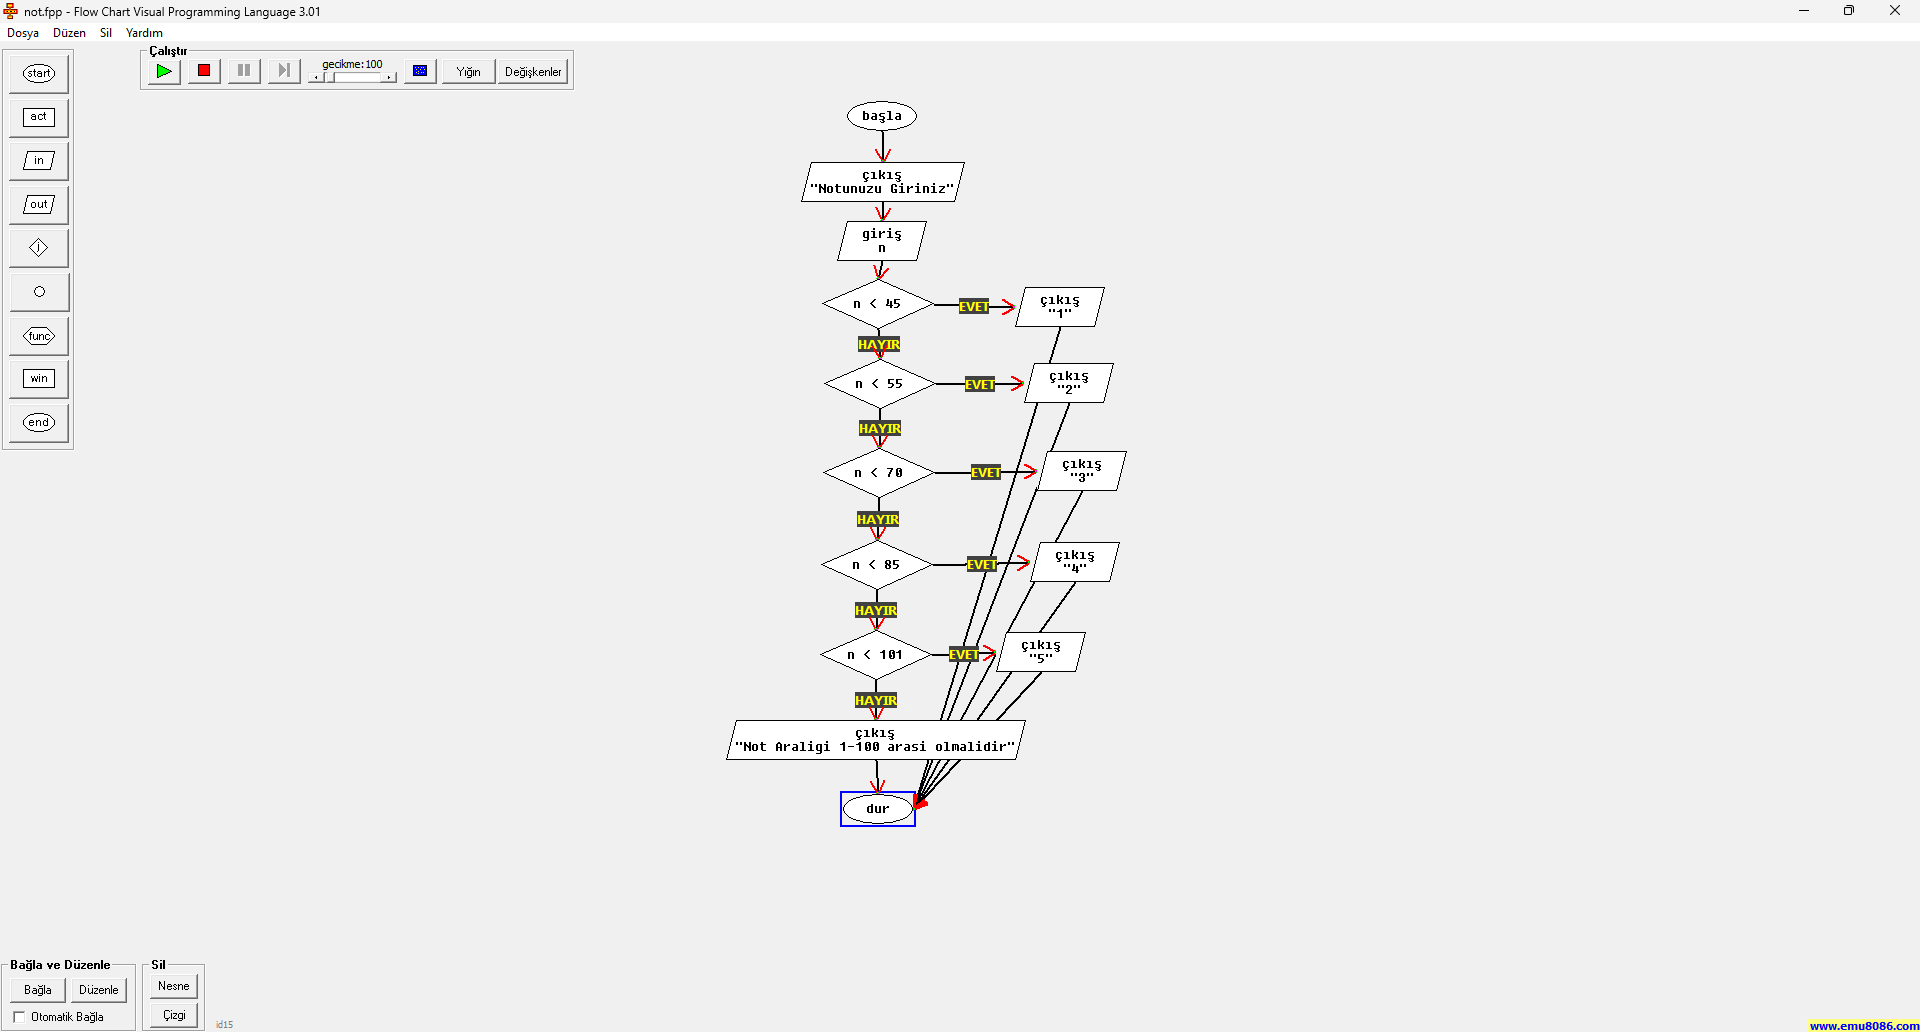 not.fpp - Flow Chart Visual Programming Language 3.01
Dosya Düzen Sil Yardım
Çalıştır
gecikme:100
Yığın
Değişkenler
start
act
in
out
j
func
win
end
başla
çıkış
"Notunuzu Giriniz"
giriş
n
n < 45
EVET
çıkış
"1"
HAYIR
n < 55
EVET
çıkış
"2"
HAYIR
n < 70
EVET
çıkış
"3"
HAYIR
n < 85
EVET
çıkış
"4"
HAYIR
n < 101
EVET
çıkış
"5"
HAYIR
çıkış
"Not Araligi 1-100 arasi olmalidir"
dur
Bağla ve Düzenle
Bağla
Düzenle
Otomatik Bağla
Sil
Nesne
Çizgi
id15
www.emu8086.com